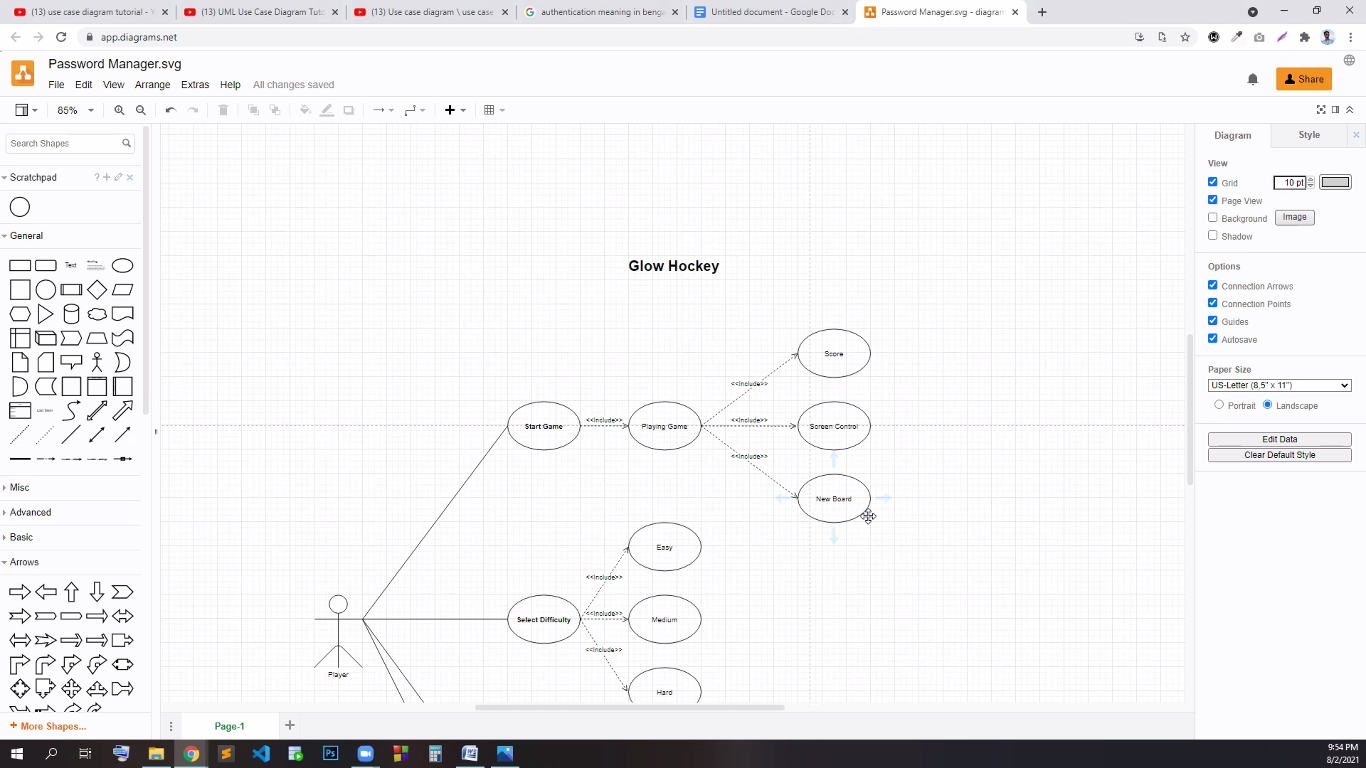 (13) use case diagram tutorial - Y
(13) UML Use Case Diagram Tuto
(13) Use case diagram \ use case
authentication meaning in benga
Untitled document - Google Doc
Password Manager.svg - diagram
app.diagrams.net
Password Manager.svg
File Edit View Arrange Extras Help All changes saved
Share
85%
Search Shapes
Scratchpad
General
Text
List Item
Misc
Advanced
Basic
Arrows
+ More Shapes...
Glow Hockey
Score
<<Include>>
Start Game
<<Include>>
Playing Game
<<Include>>
Screen Control
<<Include>>
New Board
Easy
<<Include>>
Select Difficulty
<<Include>>
Medium
<<Include>>
Hard
Player
Page-1
Diagram
Style
View
Grid
10 pt
Page View
Background
Image
Shadow
Options
Connection Arrows
Connection Points
Guides
Autosave
Paper Size
US-Letter (8,5" x 11")
Portrait
Landscape
Edit Data
Clear Default Style
9:54 PM
8/2/2021